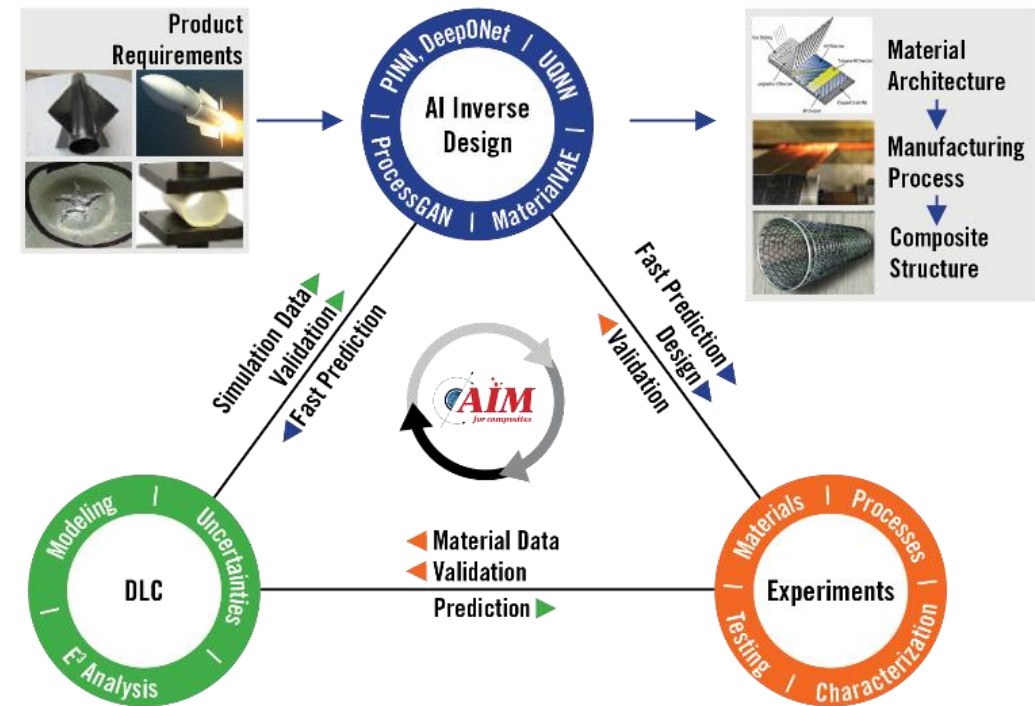 Product
Requirements
PINN, DeepONet | UQNN | MaterialVAE | ProcessGAN |
AI Inverse
Design
Material
Architecture
Manufacturing
Process
Composite
Structure
Simulation Data
Validation
Fast Prediction
Fast Prediction
Design
Validation
AIM
for composites
Modeling | Uncertainties | E³ Analysis |
DLC
Material Data
Validation
Prediction
Materials | Processes | Characterization | Testing |
Experiments